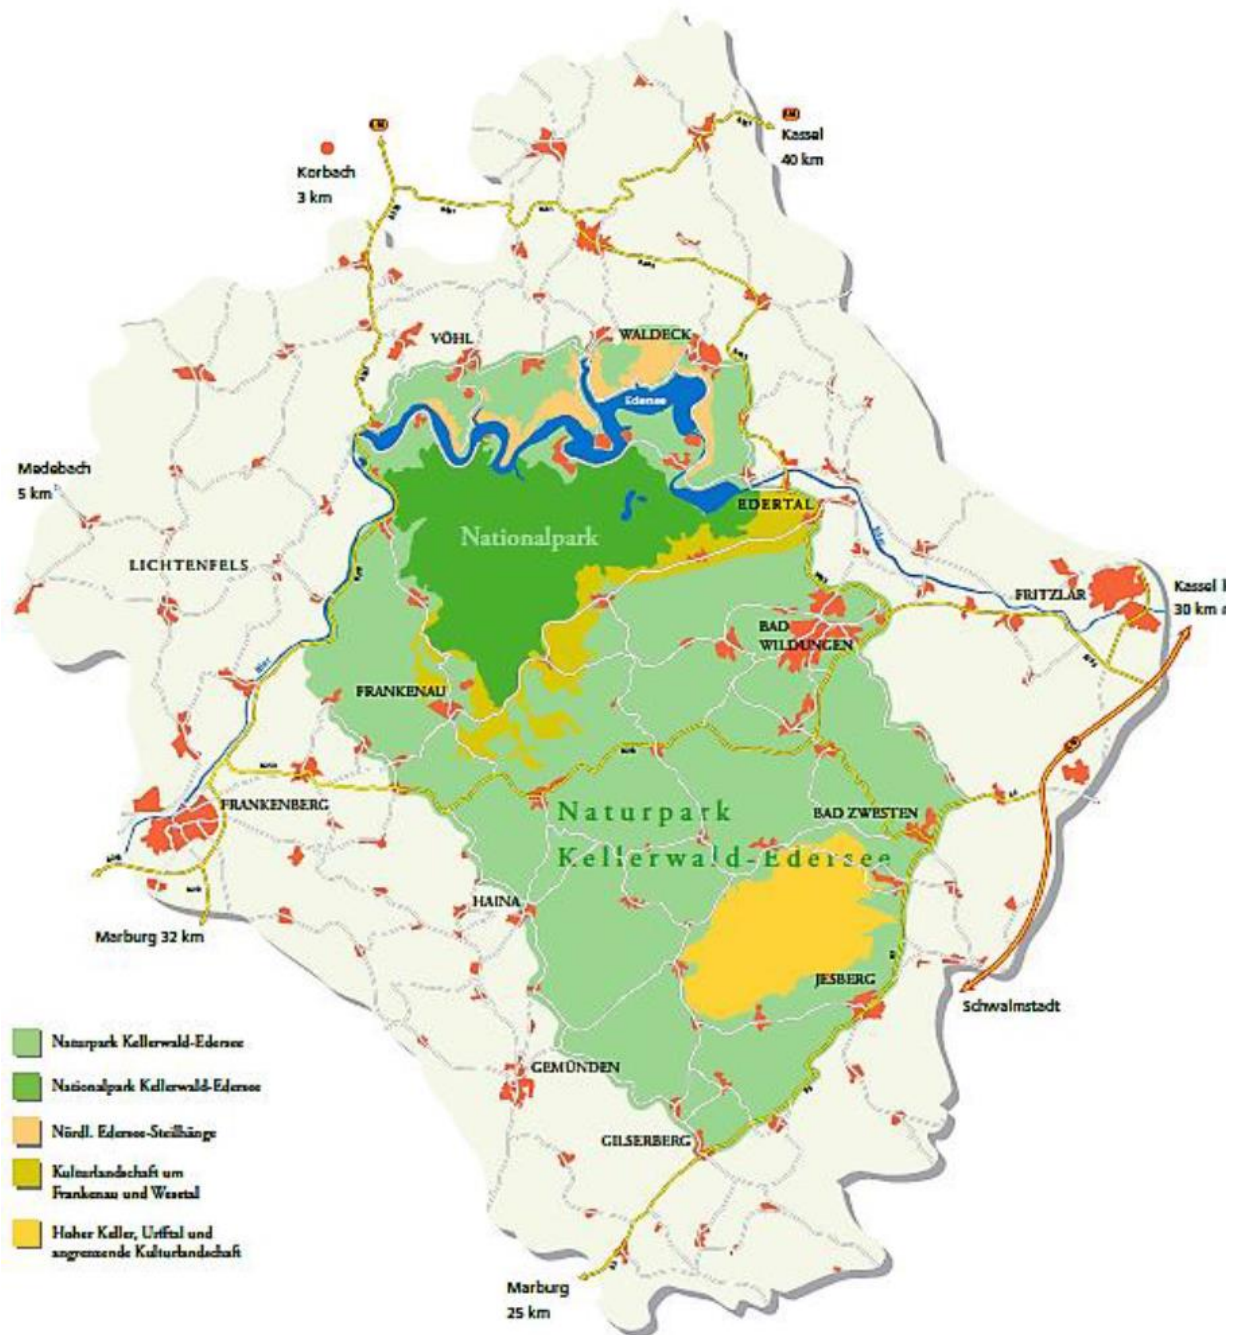 Kassel
40 km
Korbach
3 km
VÖHL
WALDECK
Edersee
Medebach
5 km
EDERTAL
Nationalpark
LICHTENFELS
Eder
FRITZLAR
Kassel
30 km
BAD
WILDUNGEN
Eder
FRANKENAU
FRANKENBERG
Naturpark
BAD ZWESTEN
Kellerwald-Edersee
HAINA
Marburg 32 km
JESBERG
Schwalmstadt
Naturpark Kellerwald-Edersee
GEMÜNDEN
Nationalpark Kellerwald-Edersee
Nördl. Edersee-Steilhänge
GILSERBERG
Kulturlandschaft um
Frankenau und Wesetal
Hoher Keller, Urfftal und
angrenzende Kulturlandschaft
Marburg
25 km